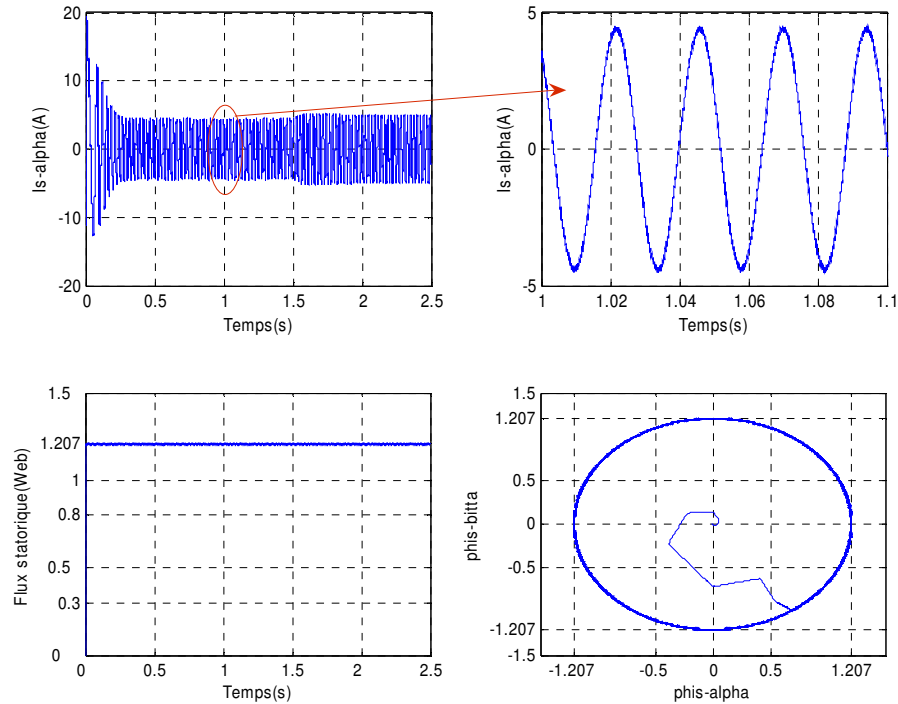 20
10
0
-10
-20
Is-alpha(A)
0 0.5 1 1.5 2 2.5
Temps(s)
5
0
-5
Is-alpha(A)
1 1.02 1.04 1.06 1.08 1.1
Temps(s)
1.5
1.207
1
0.8
0.5
0.3
0
Flux statorique(Web)
0 0.5 1 1.5 2 2.5
Temps(s)
1.5
1.207
0.5
0
-0.5
-1.207
-1.5
phis-bitta
-1.207 -0.5 0 0.5 1.207
phis-alpha